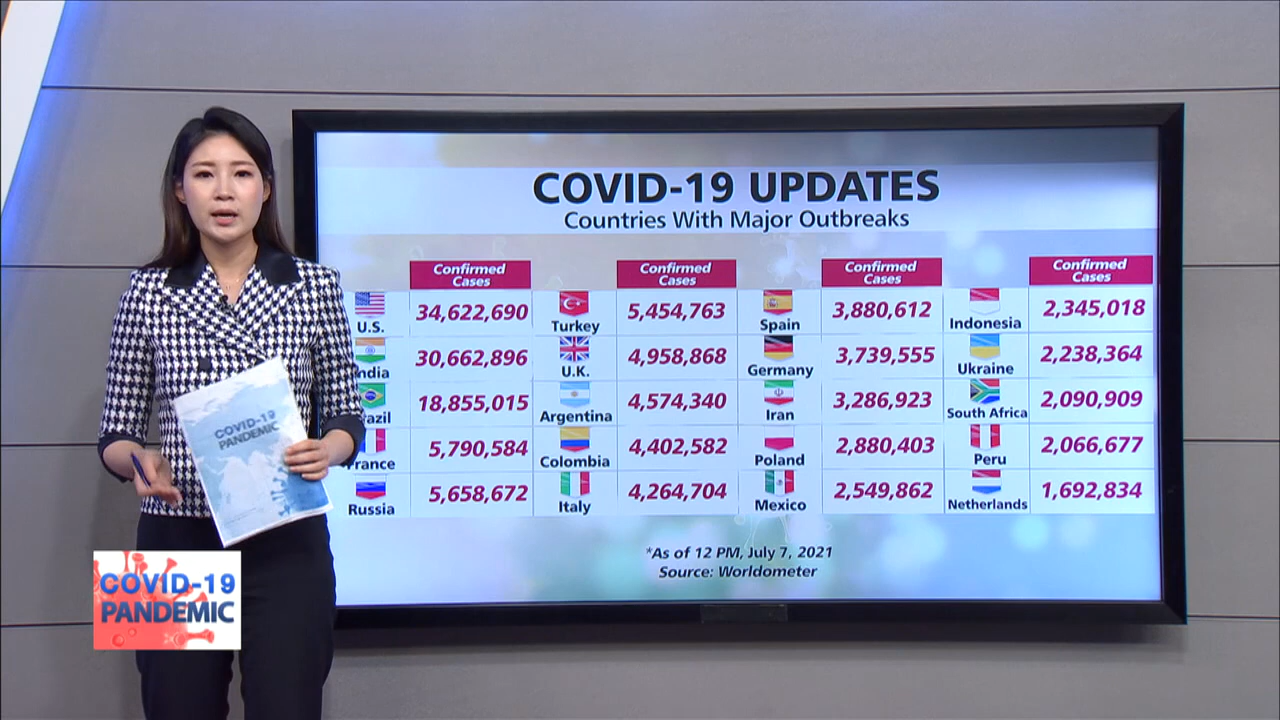 COVID-19 UPDATES
Countries With Major Outbreaks
Confirmed Cases
Confirmed Cases
Confirmed Cases
Confirmed Cases
U.S. 34,622,690 Turkey 5,454,763 Spain 3,880,612 Indonesia 2,345,018
India 30,662,896 U.K. 4,958,868 Germany 3,739,555 Ukraine 2,238,364
razil 18,855,015 Argentina 4,574,340 Iran 3,286,923 South Africa 2,090,909
France 5,790,584 Colombia 4,402,582 Poland 2,880,403 Peru 2,066,677
Russia 5,658,672 Italy 4,264,704 Mexico 2,549,862 Netherlands 1,692,834
*As of 12 PM, July 7, 2021
Source: Worldometer
COVID-19
PANDEMIC
COVID-19
PANDEMIC